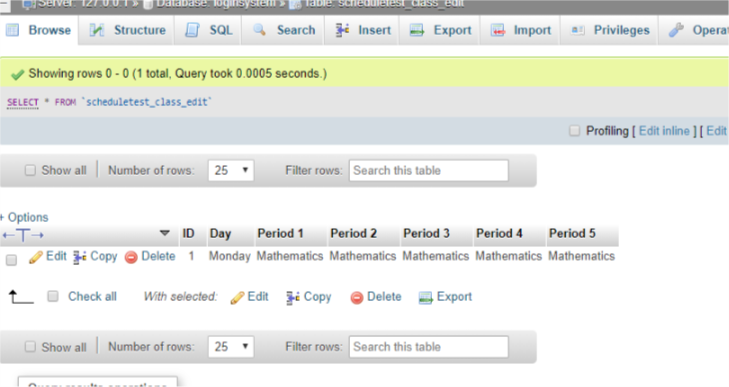 Server: 127.0.0.1 » Database: loginsystem » Table: scheduletest_class_edit
Browse Structure SQL Search Insert Export Import Privileges Operat
Showing rows 0 - 0 (1 total, Query took 0.0005 seconds.)
SELECT * FROM `scheduletest_class_edit`
Profiling [ Edit inline ] [ Edit
Show all Number of rows: 25 Filter rows: Search this table
+ Options
←T→ ID Day Period 1 Period 2 Period 3 Period 4 Period 5
Edit Copy Delete 1 Monday Mathematics Mathematics Mathematics Mathematics Mathematics
Check all With selected: Edit Copy Delete Export
Show all Number of rows: 25 Filter rows: Search this table
Query results operations